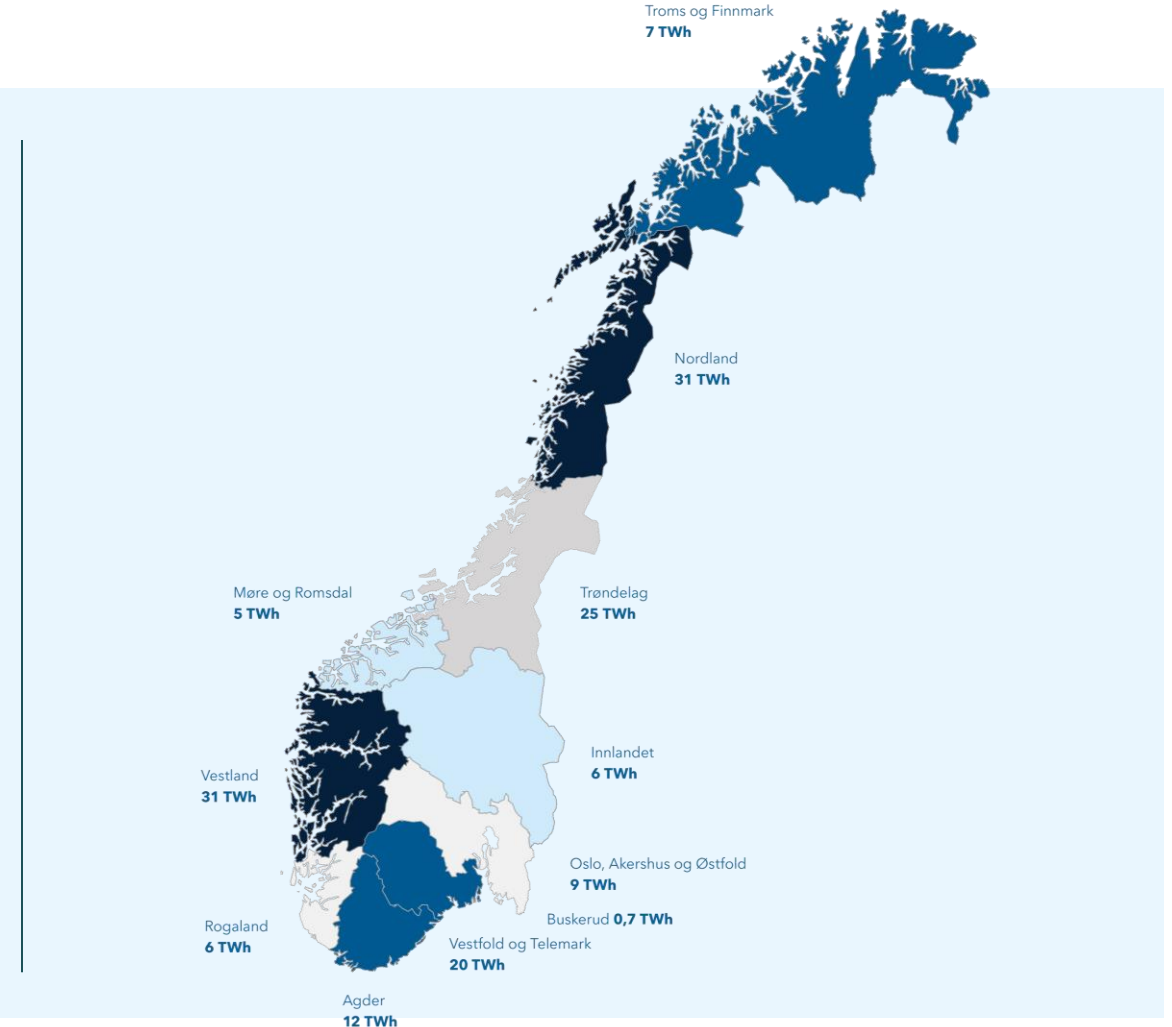 Troms og Finnmark
7 TWh
Nordland
31 TWh
Møre og Romsdal
5 TWh
Trøndelag
25 TWh
Innlandet
6 TWh
Vestland
31 TWh
Oslo, Akershus og Østfold
9 TWh
Buskerud 0,7 TWh
Rogaland
6 TWh
Vestfold og Telemark
20 TWh
Agder
12 TWh